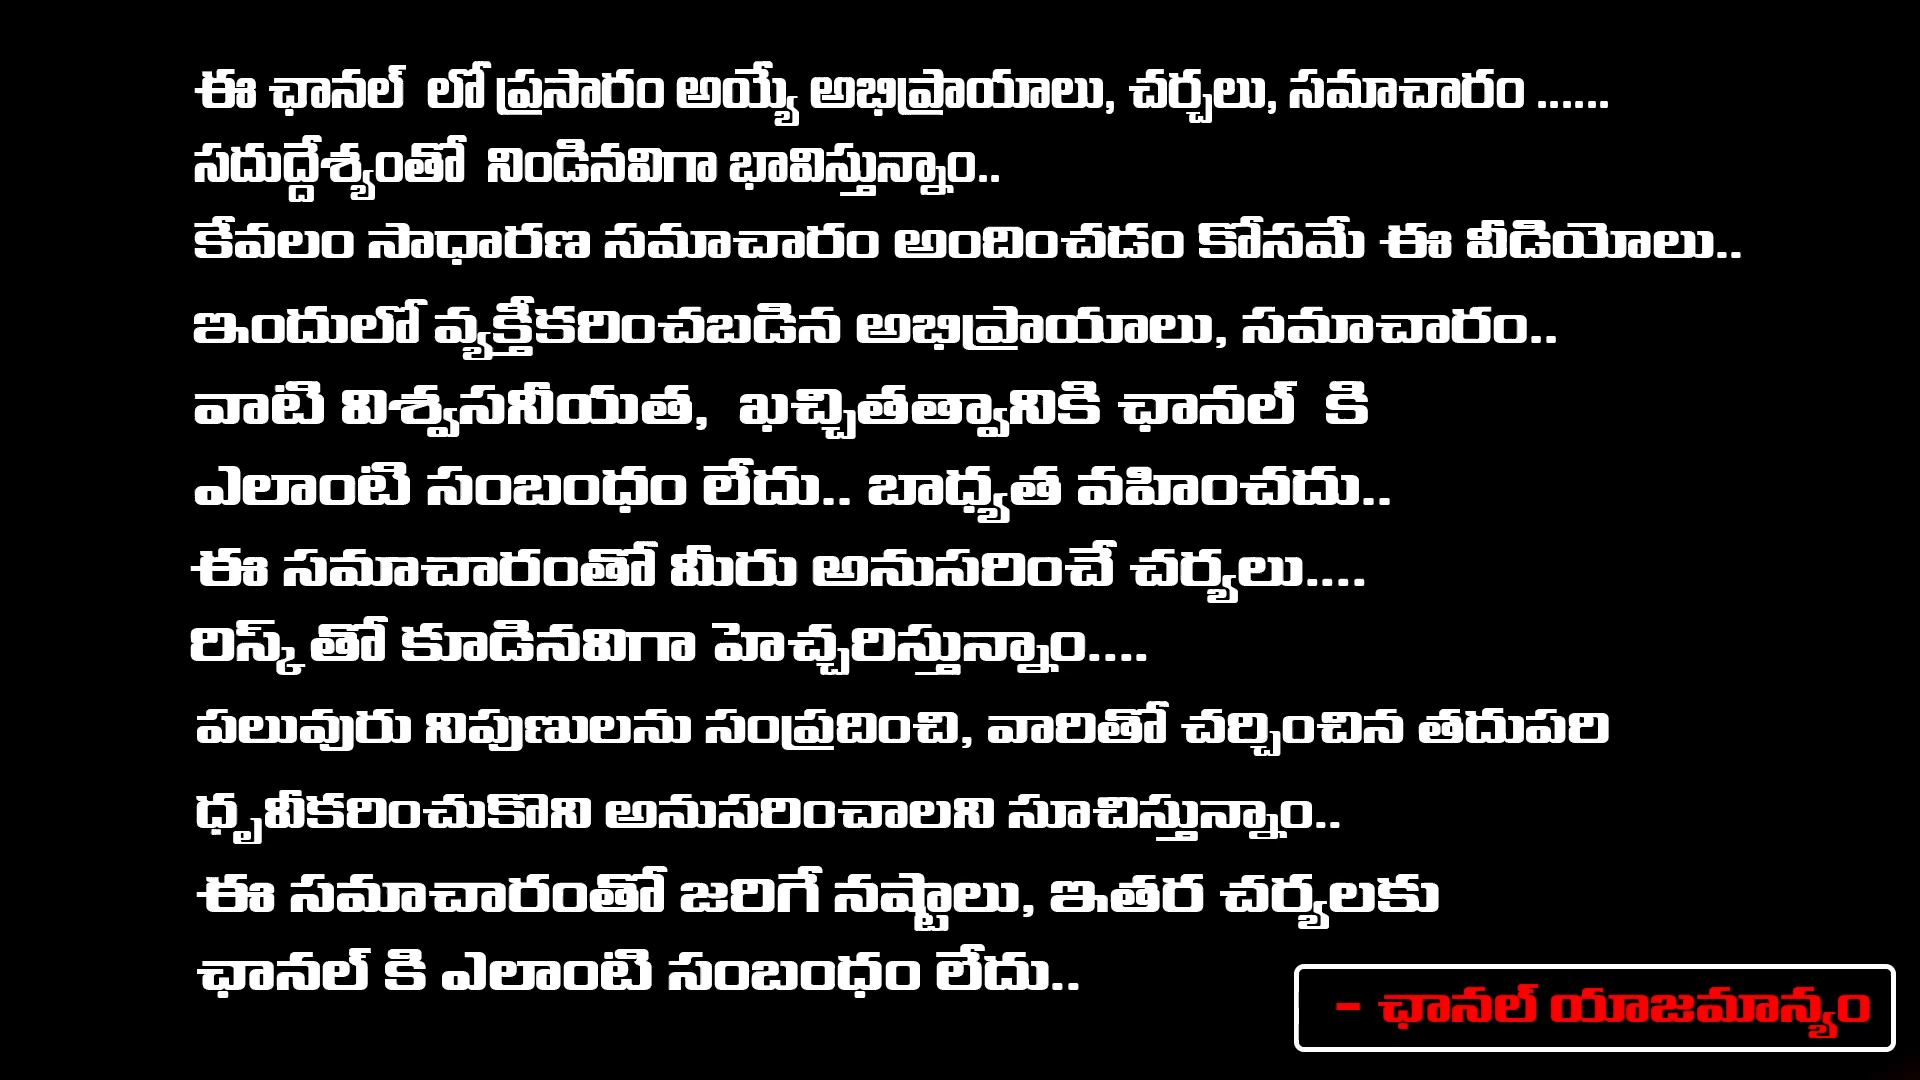 ఈ ఛానల్ లో ప్రసారం అయ్యే అభిప్రాయాలు, చర్చలు, సమాచారం ......
సదుద్దేశ్యంతో నిండినవిగా భావిస్తున్నాం..
కేవలం సాధారణ సమాచారం అందించడం కోసమే ఈ వీడియోలు..
ఇందులో వ్యక్తీకరించబడిన అభిప్రాయాలు, సమాచారం..
వాటి విశ్వసనీయత, ఖచ్చితత్వానికి ఛానల్ కి
ఎలాంటి సంబంధం లేదు.. బాధ్యత వహించదు..
ఈ సమాచారంతో మీరు అనుసరించే చర్యలు....
రిస్క్ తో కూడినవిగా హెచ్చరిస్తున్నాం....
పలువురు నిపుణులను సంప్రదించి, వారితో చర్చించిన తదుపరి
ధృవీకరించుకొని అనుసరించాలని సూచిస్తున్నాం..
ఈ సమాచారంతో జరిగే నష్టాలు, ఇతర చర్యలకు
ఛానల్ కి ఎలాంటి సంబంధం లేదు..
- ఛానల్ యాజమాన్యం